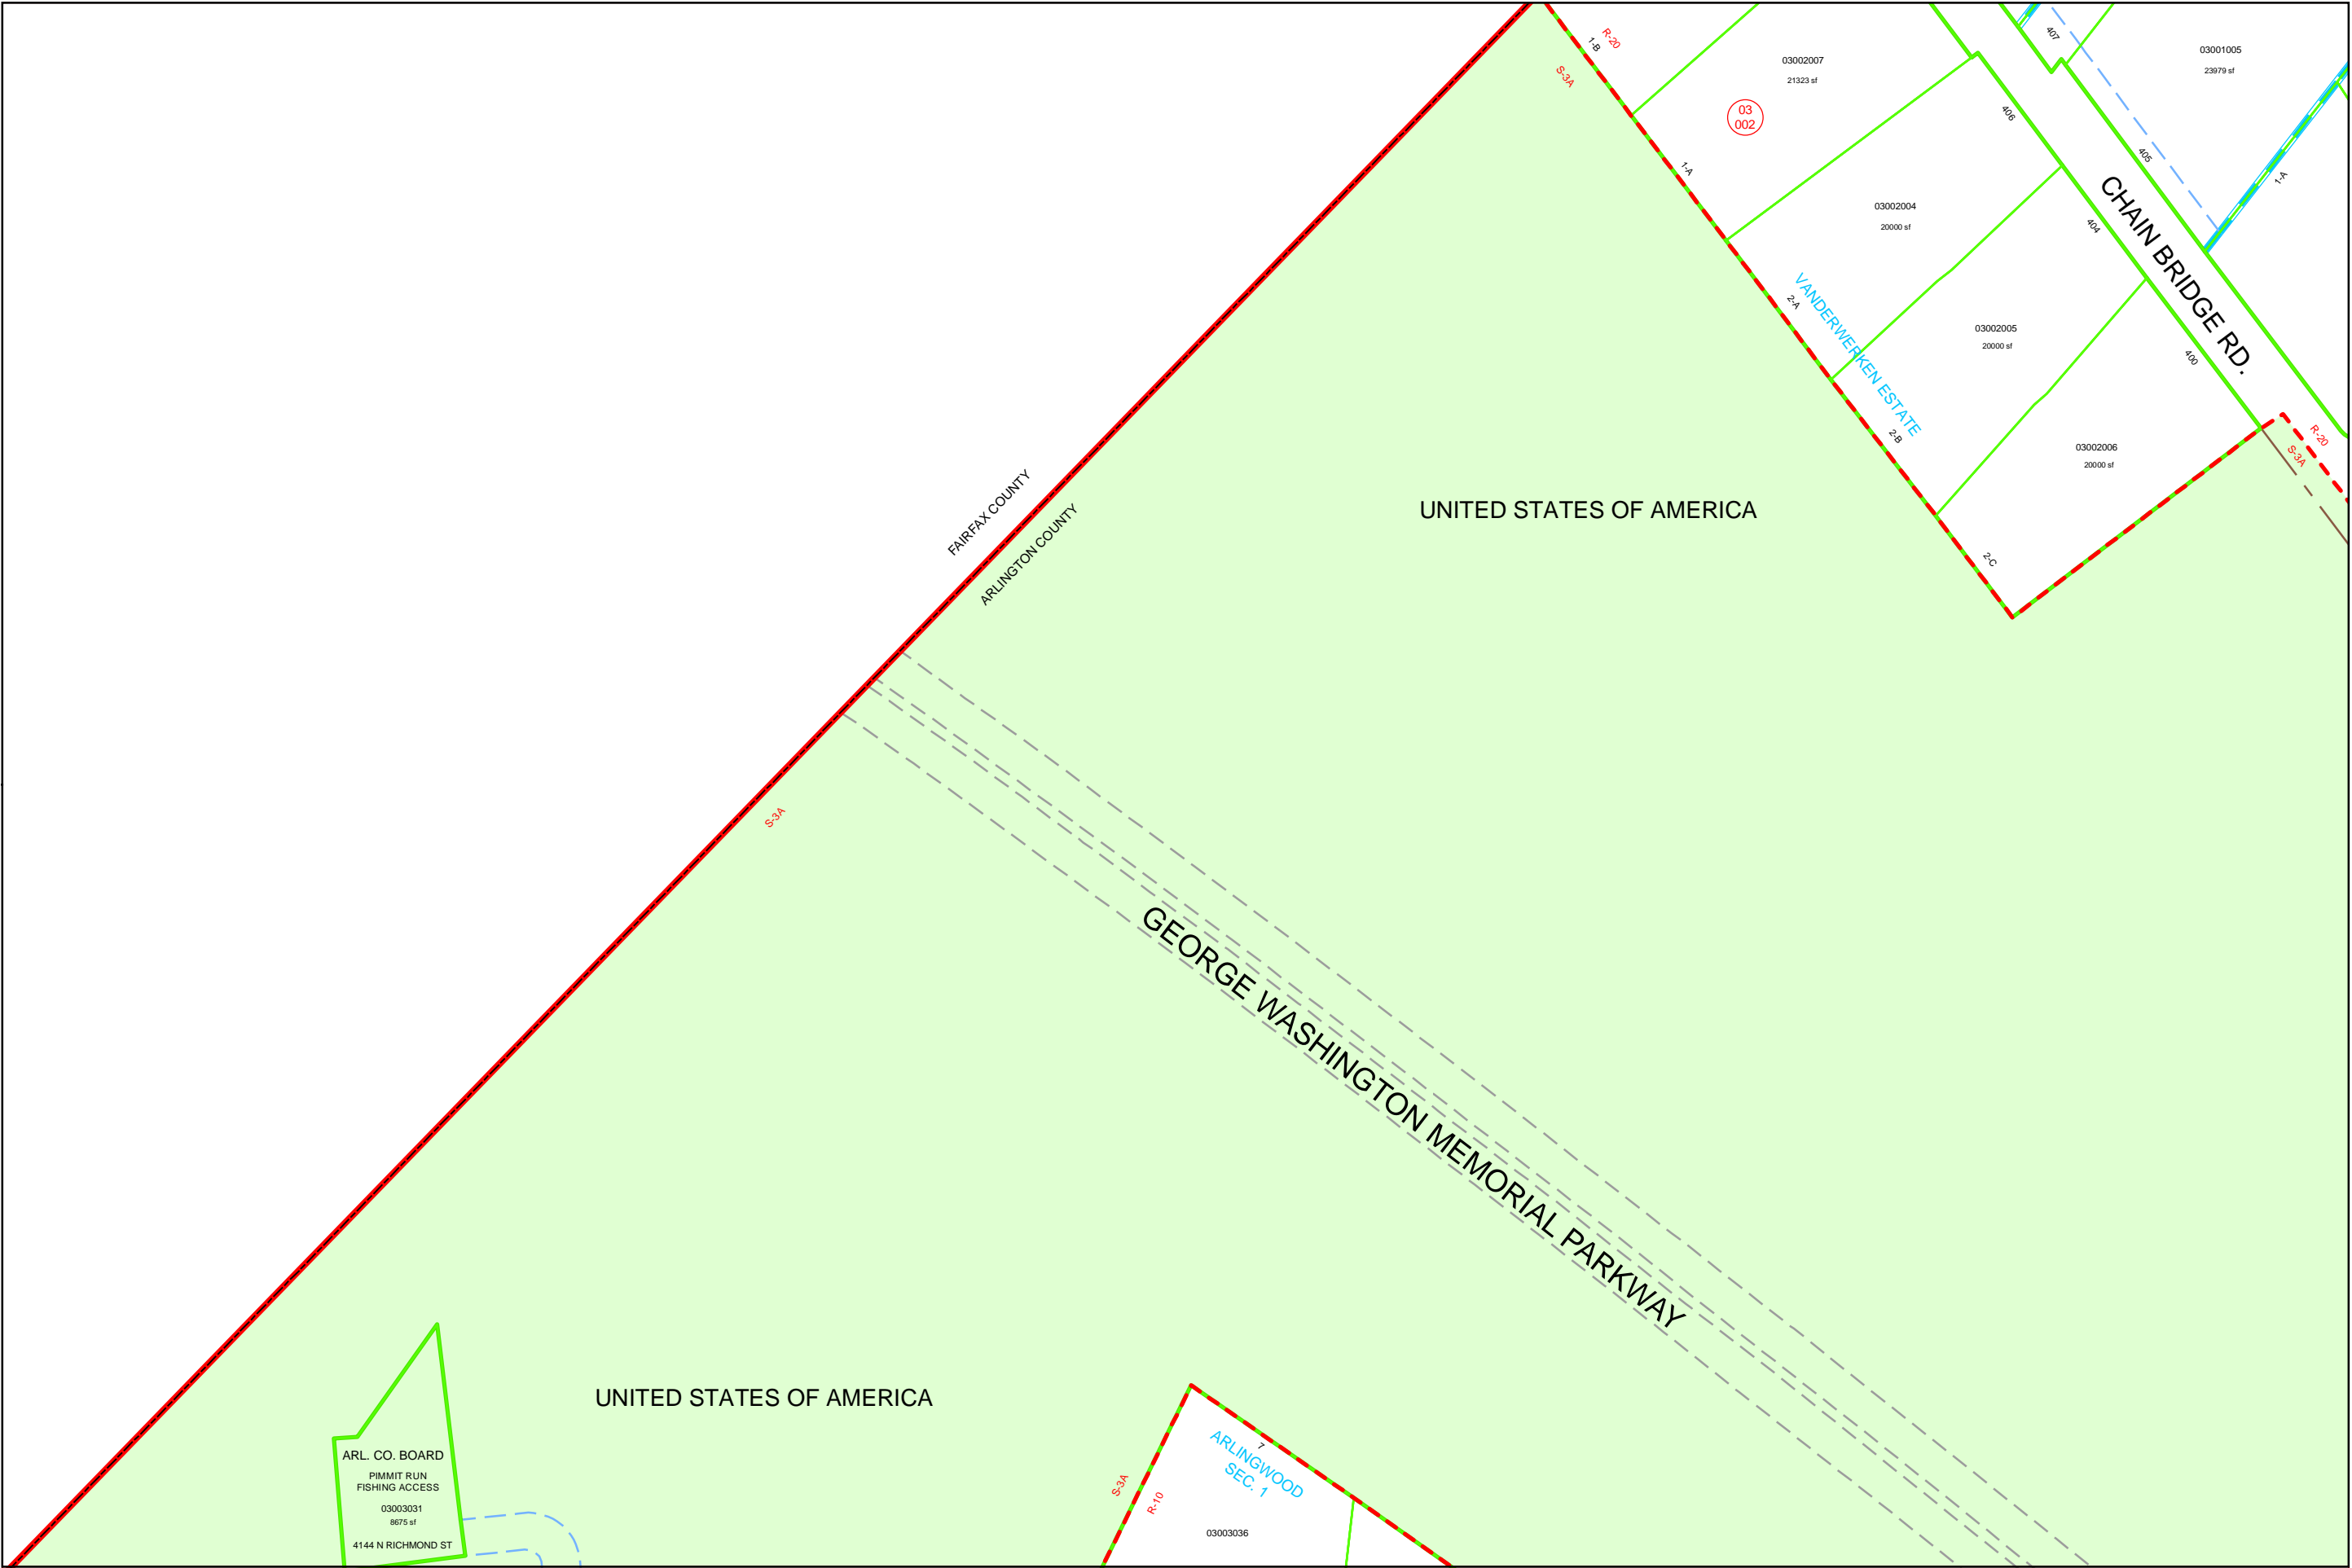 1-B
R-20
S-3A
03002007
21323 sf
03
002
407
03001005
23979 sf
406
405
1-A
1-A
03002004
20000 sf
404
CHAIN BRIDGE RD.
2-A
VANDERWERKEN ESTATE
03002005
20000 sf
400
2-B
03002006
20000 sf
R-20
S-3A
2-C
FAIRFAX COUNTY
ARLINGTON COUNTY
UNITED STATES OF AMERICA
S-3A
GEORGE WASHINGTON MEMORIAL PARKWAY
UNITED STATES OF AMERICA
ARL. CO. BOARD
PIMMIT RUN
FISHING ACCESS
03003031
8675 sf
4144 N RICHMOND ST
S-3A
R-10
7
ARLINGWOOD
SEC. 1
03003036